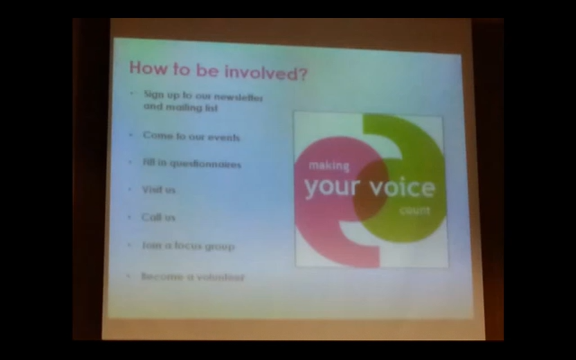 How to be involved?
Sign up to our newsletter
and mailing list
Come to our events
Fill in questionnaires
Visit us
Call us
Join a focus group
Become a volunteer
making
your voice
count